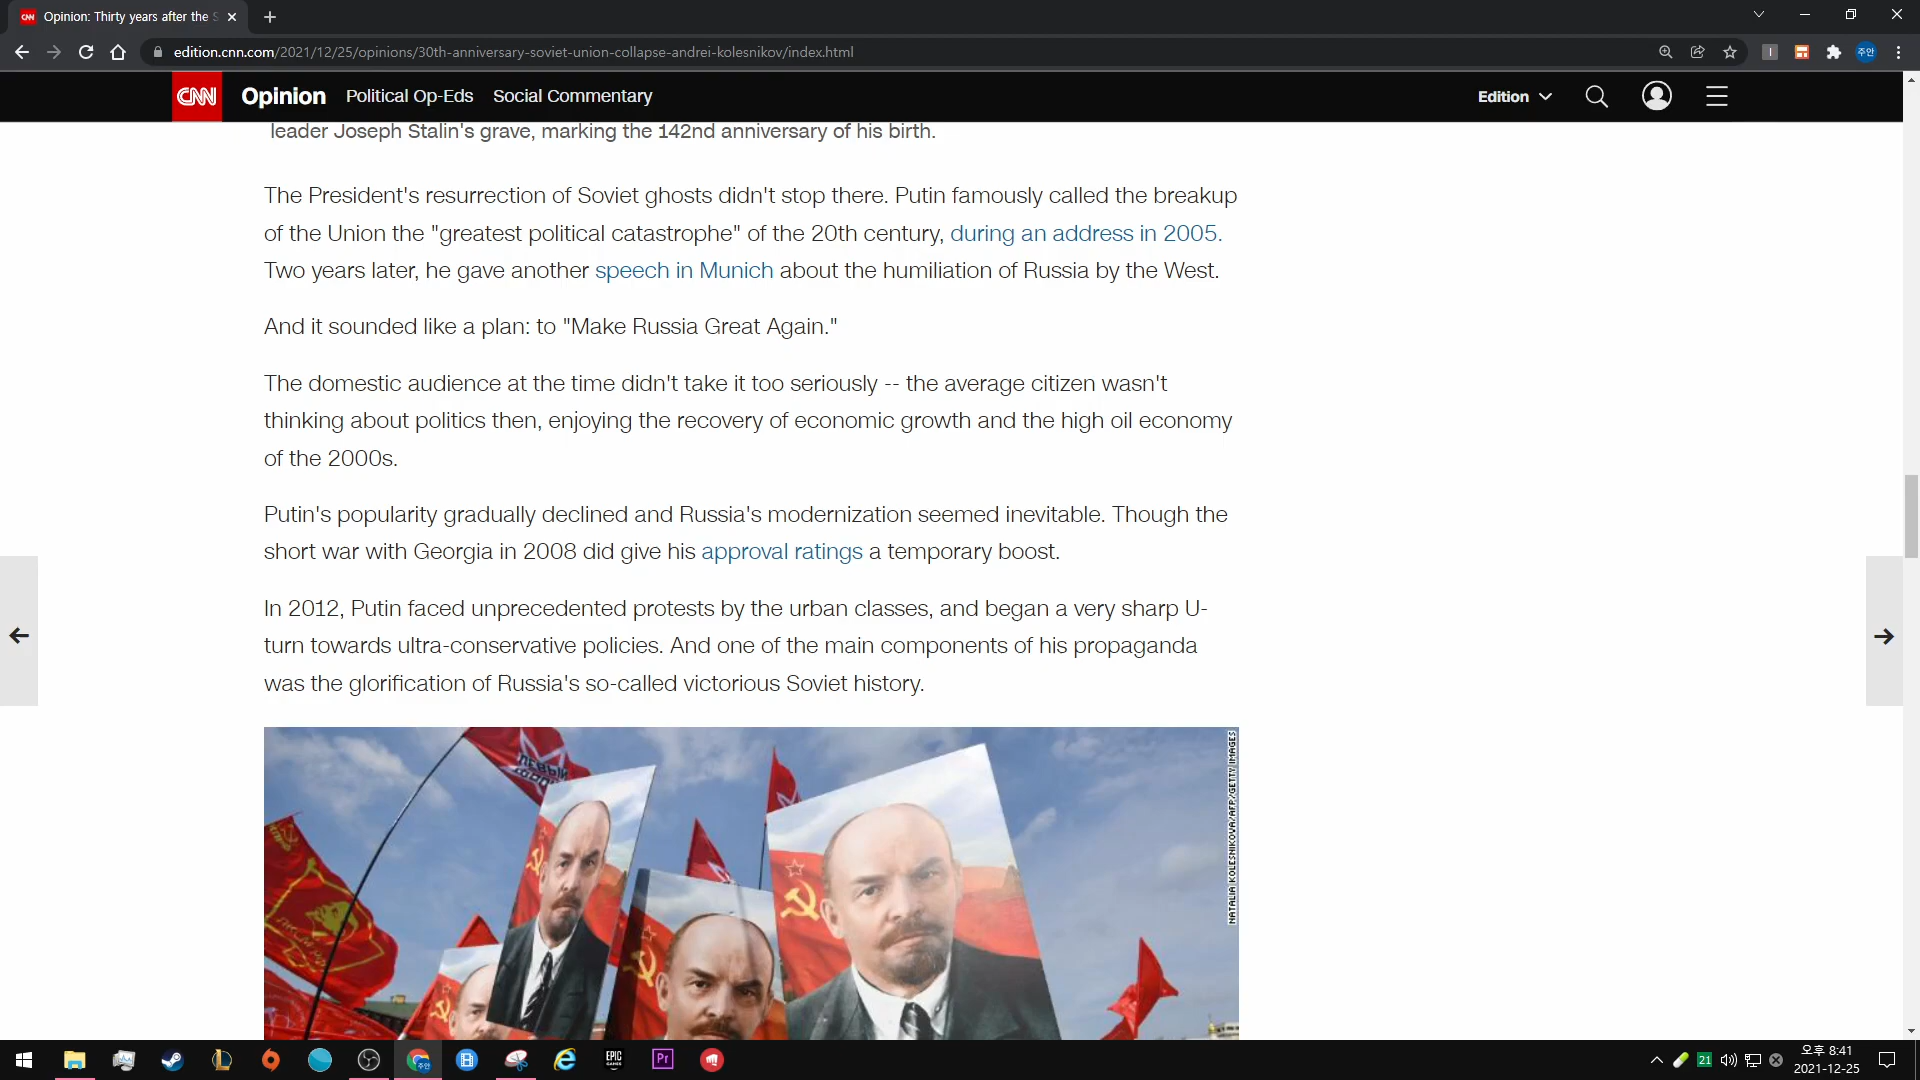 CNN Opinion: Thirty years after the S
edition.cnn.com/2021/12/25/opinions/30th-anniversary-soviet-union-collapse-andrei-kolesnikov/index.html
주안
CNN Opinion Political Op-Eds Social Commentary Edition
leader Joseph Stalin's grave, marking the 142nd anniversary of his birth.
The President's resurrection of Soviet ghosts didn't stop there. Putin famously called the breakup
of the Union the "greatest political catastrophe" of the 20th century, during an address in 2005.
Two years later, he gave another speech in Munich about the humiliation of Russia by the West.
And it sounded like a plan: to "Make Russia Great Again."
The domestic audience at the time didn't take it too seriously -- the average citizen wasn't
thinking about politics then, enjoying the recovery of economic growth and the high oil economy
of the 2000s.
Putin's popularity gradually declined and Russia's modernization seemed inevitable. Though the
short war with Georgia in 2008 did give his approval ratings a temporary boost.
In 2012, Putin faced unprecedented protests by the urban classes, and began a very sharp U-
turn towards ultra-conservative policies. And one of the main components of his propaganda
was the glorification of Russia's so-called victorious Soviet history.
NATALIA KOLESNIKOVA/AFP/GETTY IMAGES
주안
EPIC
GAMES
Pr
21
오후 8:41
2021-12-25